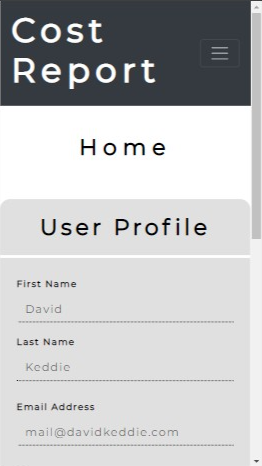 Cost
Report
Home
User Profile
First Name
David
Last Name
Keddie
Email Address
mail@davidkeddie.com